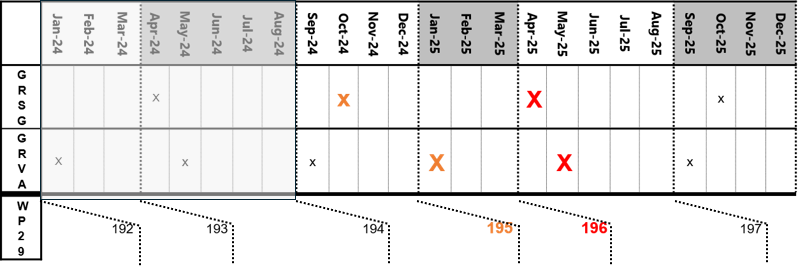 Jan-24 Feb-24 Mar-24 Apr-24 May-24 Jun-24 Jul-24 Aug-24 Sep-24 Oct-24 Nov-24 Dec-24 Jan-25 Feb-25 Mar-25 Apr-25 May-25 Jun-25 Jul-25 Aug-25 Sep-25 Oct-25 Nov-25 Dec-25
GRSG x X X x
GRVA x x x X X x
WP29 192 193 194 195 196 197